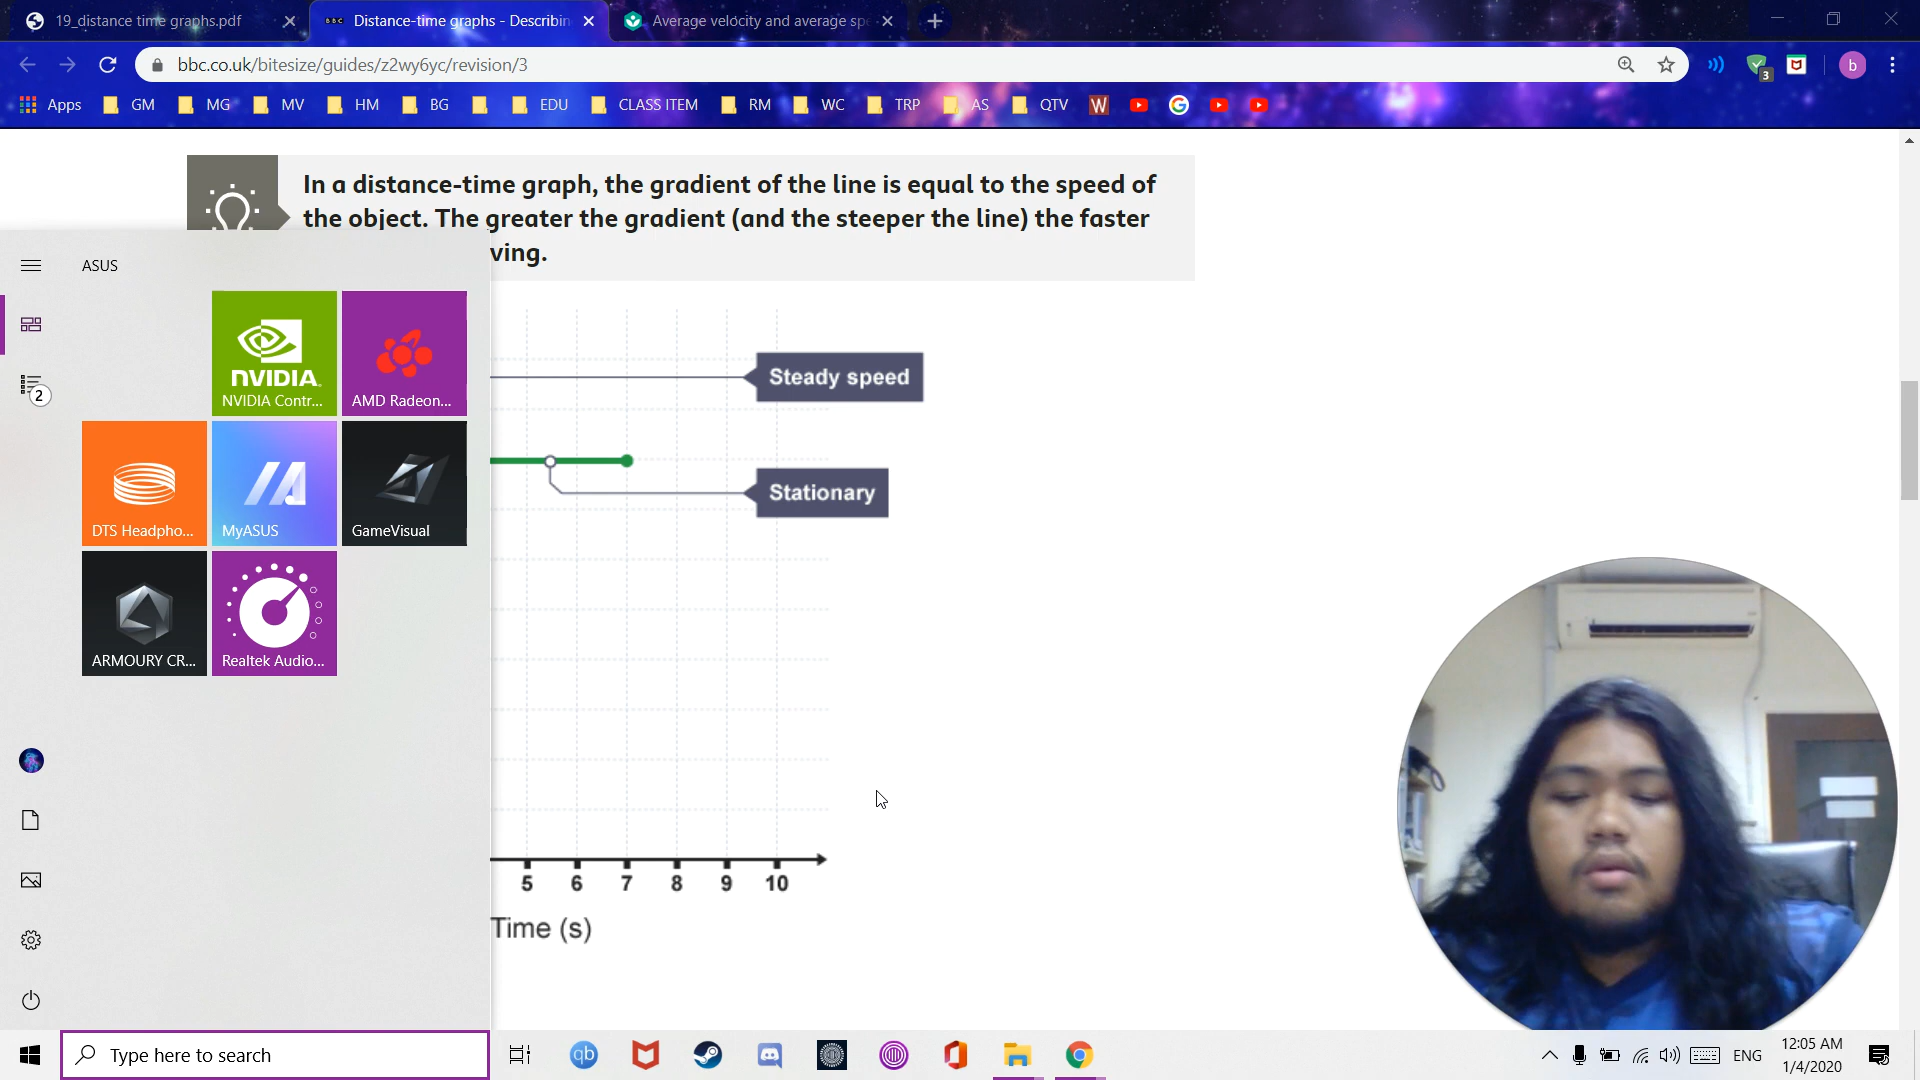 19_distance time graphs.pdf
BBC
Distance-time graphs - Describin
Average velocity and average spe
bbc.co.uk/bitesize/guides/z2wy6yc/revision/3
3
b
Apps
GM
MG
MV
HM
BG
EDU
CLASS ITEM
RM
WC
TRP
AS
QTV
W
In a distance-time graph, the gradient of the line is equal to the speed of
the object. The greater the gradient (and the steeper the line) the faster
ving.
ASUS
2
NVIDIA.
NVIDIA Contr...
AMD Radeon...
DTS Headpho...
MyASUS
GameVisual
ARMOURY CR...
Realtek Audio...
Steady speed
Stationary
5 6 7 8 9 10
Time (s)
Type here to search
qb
ENG
12:05 AM
1/4/2020